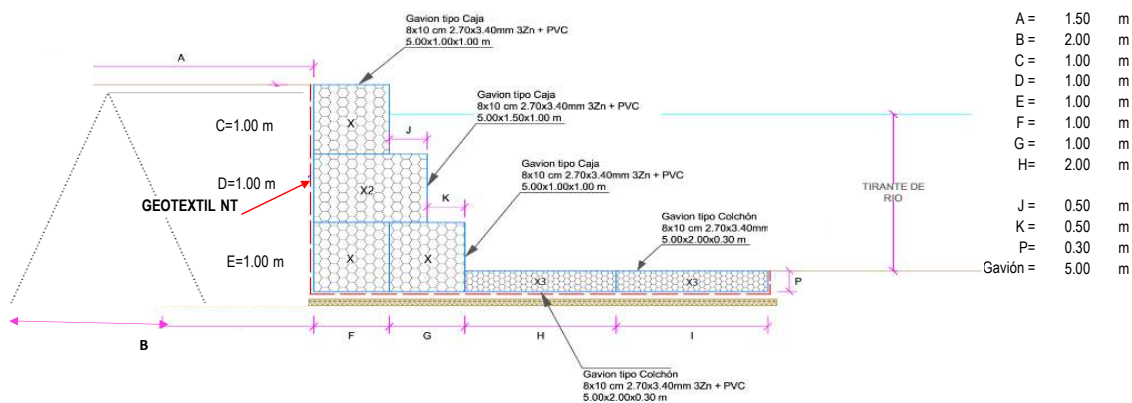 Gavion tipo Caja
8x10 cm 2.70x3.40mm 3Zn + PVC
5.00x1.00x1.00 m
A
C=1.00 m
X
J
Gavion tipo Caja
8x10 cm 2.70x3.40mm 3Zn + PVC
5.00x1.50x1.00 m
D=1.00 m
GEOTEXTIL NT
X2
K
Gavion tipo Caja
8x10 cm 2.70x3.40mm 3Zn + PVC
5.00x1.00x1.00 m
TIRANTE DE
RIO
E=1.00 m
X
X
Gavion tipo Colchón
8x10 cm 2.70x3.40mm
5.00x2.00x0.30 m
X3
X3
P
B
F
G
H
I
Gavion tipo Colchón
8x10 cm 2.70x3.40mm 3Zn + PVC
5.00x2.00x0.30 m
A = 1.50 m
B = 2.00 m
C = 1.00 m
D = 1.00 m
E = 1.00 m
F = 1.00 m
G = 1.00 m
H= 2.00 m
J = 0.50 m
K = 0.50 m
P= 0.30 m
Gavión = 5.00 m